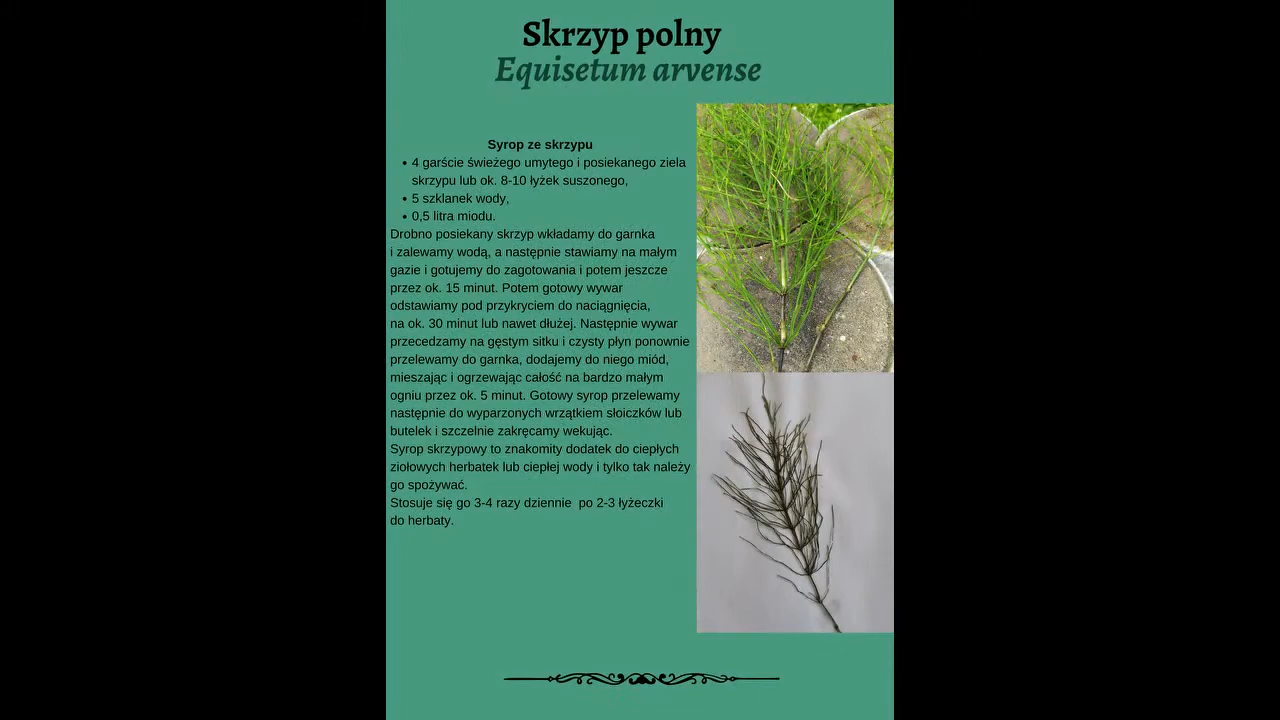 Skrzyp polny
Equisetum arvense
Syrop ze skrzypu
• 4 garście świeżego umytego i posiekanego ziela
skrzypu lub ok. 8-10 łyżek suszonego,
• 5 szklanek wody,
• 0,5 litra miodu.
Drobno posiekany skrzyp wkładamy do garnka
i zalewamy wodą, a następnie stawiamy na małym
gazie i gotujemy do zagotowania i potem jeszcze
przez ok. 15 minut. Potem gotowy wywar
odstawiamy pod przykryciem do naciągnięcia,
na ok. 30 minut lub nawet dłużej. Następnie wywar
przecedzamy na gęstym sitku i czysty płyn ponownie
przelewamy do garnka, dodajemy do niego miód,
mieszając i ogrzewając całość na bardzo małym
ogniu przez ok. 5 minut. Gotowy syrop przelewamy
następnie do wyparzonych wrzątkiem słoiczków lub
butelek i szczelnie zakręcamy wekując.
Syrop skrzypowy to znakomity dodatek do ciepłych
ziołowych herbatek lub ciepłej wody i tylko tak należy
go spożywać.
Stosuje się go 3-4 razy dziennie  po 2-3 łyżeczki
do herbaty.